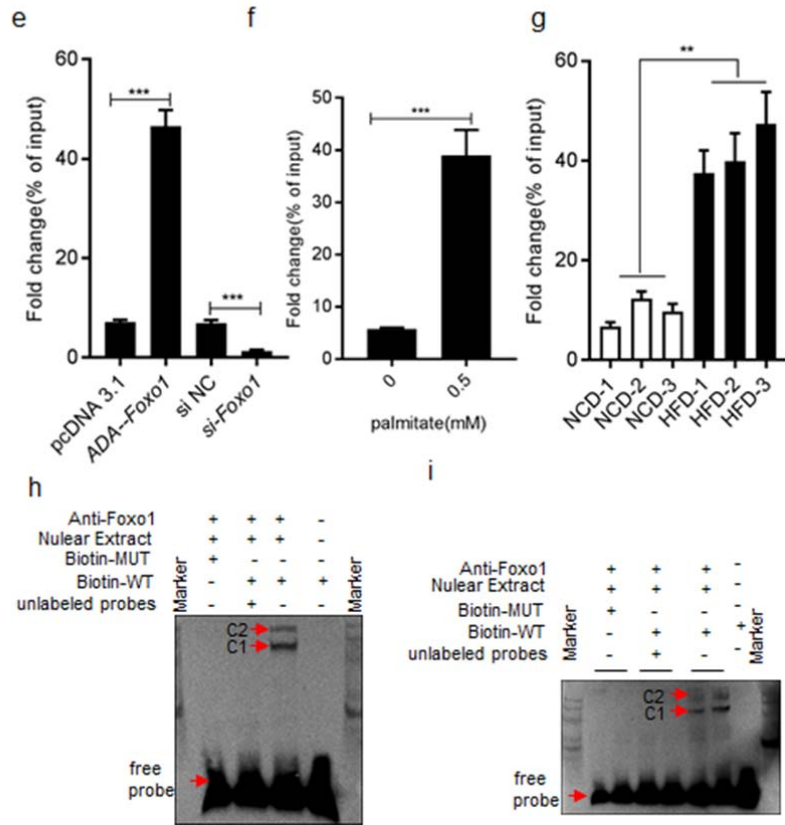 e
Fold change(% of input)
60
40
20
0
***
***
pcDNA 3.1
ADA--Foxo1
si NC
si-Foxo1
f
Fold change(% of input)
50
40
30
20
10
0
***
0
0.5
palmitate(mM)
g
Fold change(% of input)
60
40
20
0
**
NCD-1
NCD-2
NCD-3
HFD-1
HFD-2
HFD-3
h
Anti-Foxo1 + + + -
Nulear Extract + + + -
Biotin-MUT + - - -
Biotin-WT - + + +
unlabeled probes - + - -
Marker
Marker
C2
C1
free
probe
i
Anti-Foxo1 + + + -
Nulear Extract + + + -
Biotin-MUT + - - -
Biotin-WT - + + +
unlabeled probes - + - -
Marker
Marker
C2
C1
free
probe